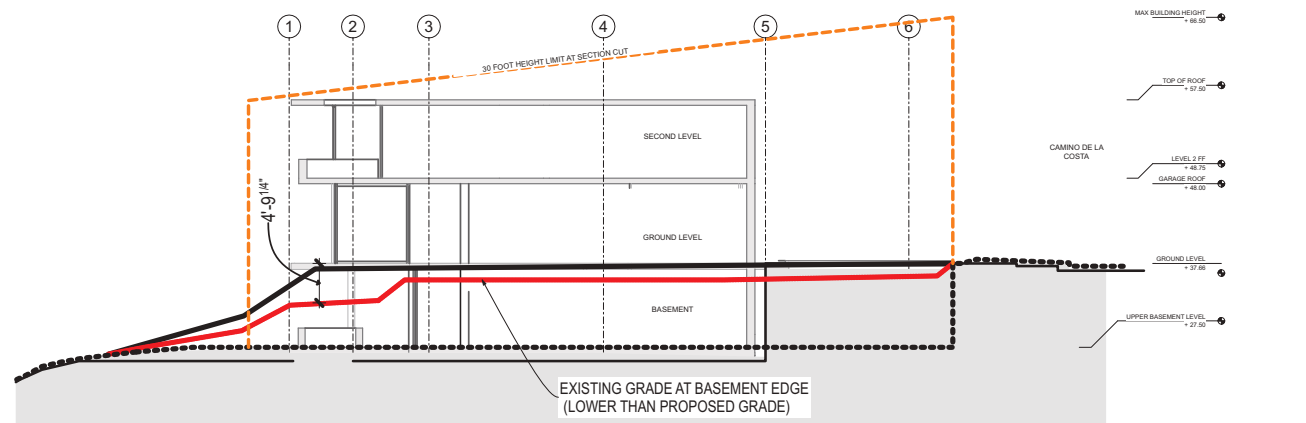 1
2
3
4
5
6
MAX BUILDING HEIGHT
+ 66.50
30 FOOT HEIGHT LIMIT AT SECTION CUT
TOP OF ROOF
+ 57.50
SECOND LEVEL
CAMINO DE LA
COSTA
LEVEL 2 FF
+ 48.75
GARAGE ROOF
+ 48.00
4'-9 1/4"
GROUND LEVEL
GROUND LEVEL
+ 37.66
BASEMENT
UPPER BASEMENT LEVEL
+ 27.50
EXISTING GRADE AT BASEMENT EDGE
(LOWER THAN PROPOSED GRADE)